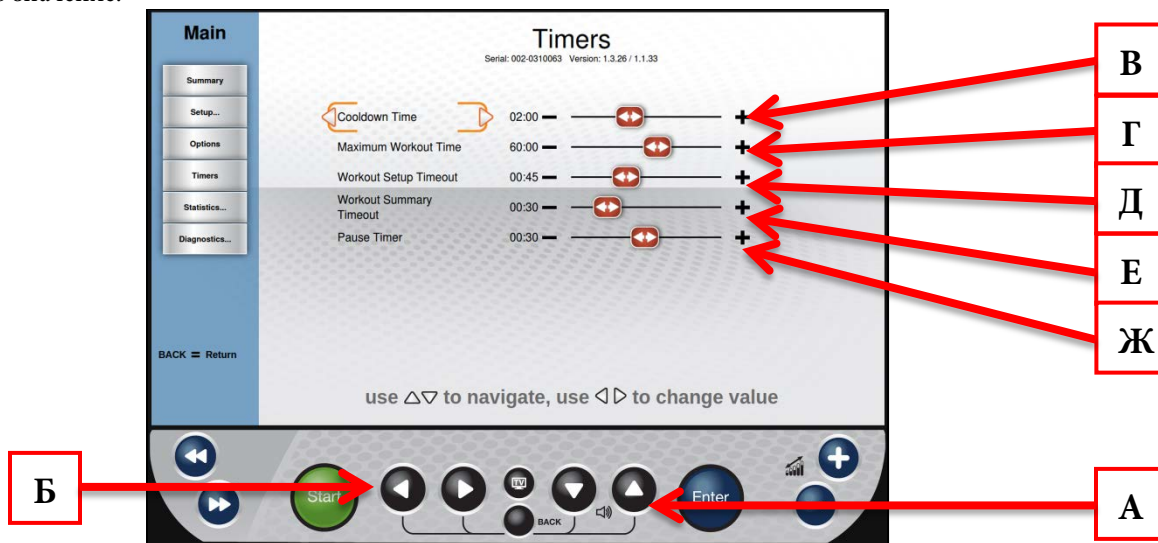 значение.
Main
Summary
Setup...
Options
Timers
Statistics...
Diagnostics...
BACK = Return
Timers
Serial: 002-0310063 Version: 1.3.26 / 1.1.33
Cooldown Time 02:00
Maximum Workout Time 60:00
Workout Setup Timeout 00:45
Workout Summary
Timeout 00:30
Pause Timer 00:30
use △▽ to navigate, use ◁ ▷ to change value
В
Г
Д
Е
Ж
Б
А
Start
TV
BACK
Enter